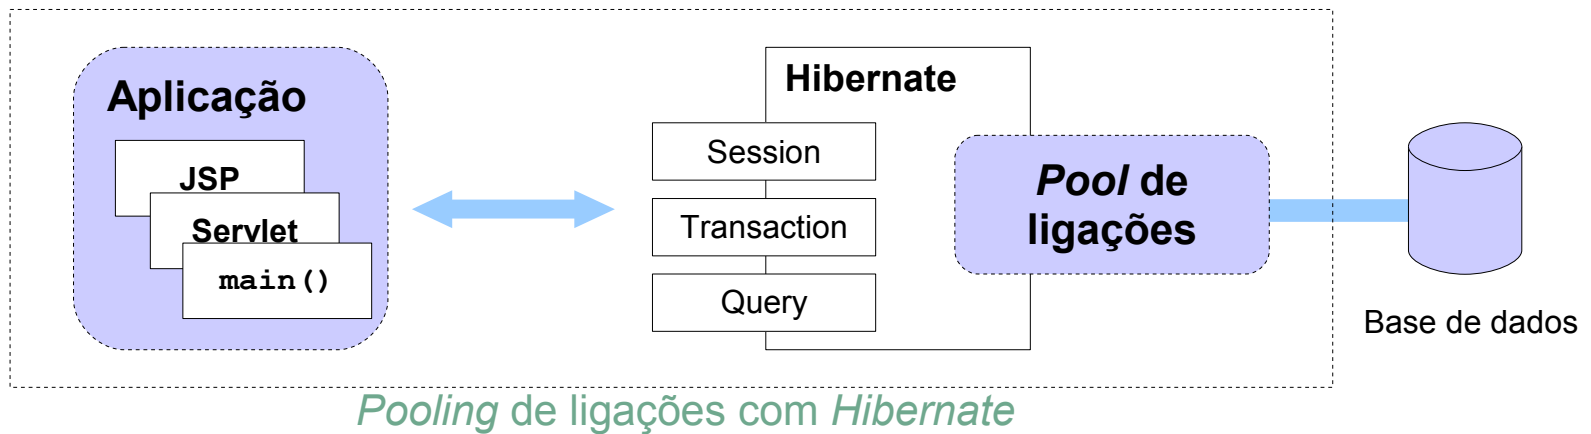 Aplicação
JSP
Servlet
main()
Hibernate
Session
Transaction
Query
Pool de
ligações
Base de dados
Pooling de ligações com Hibernate